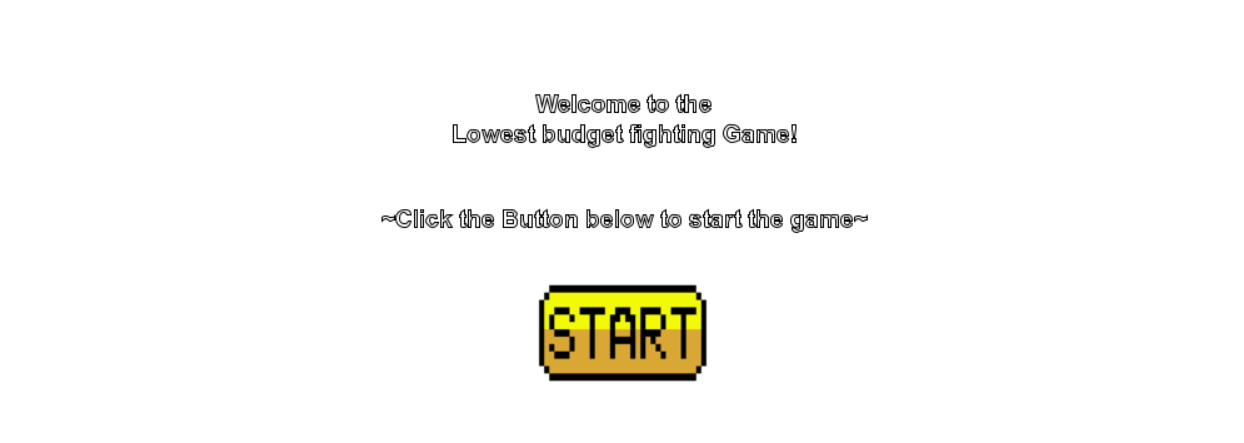 Welcome to the
Lowest budget fighting Game!
~Click the Button below to start the game~
START